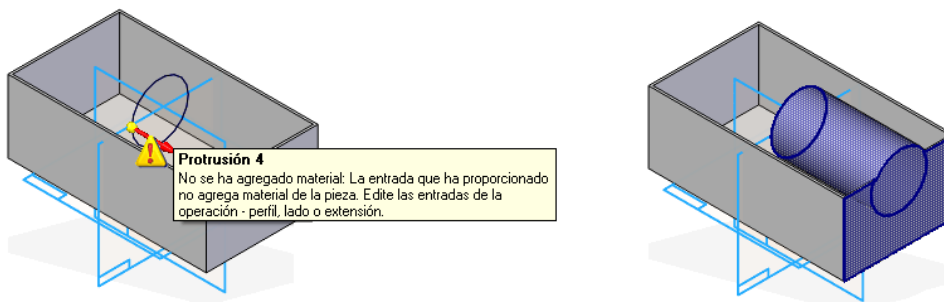 Protrusión 4
No se ha agregado material: La entrada que ha proporcionado
no agrega material de la pieza. Edite las entradas de la
operación - perfil, lado o extensión.